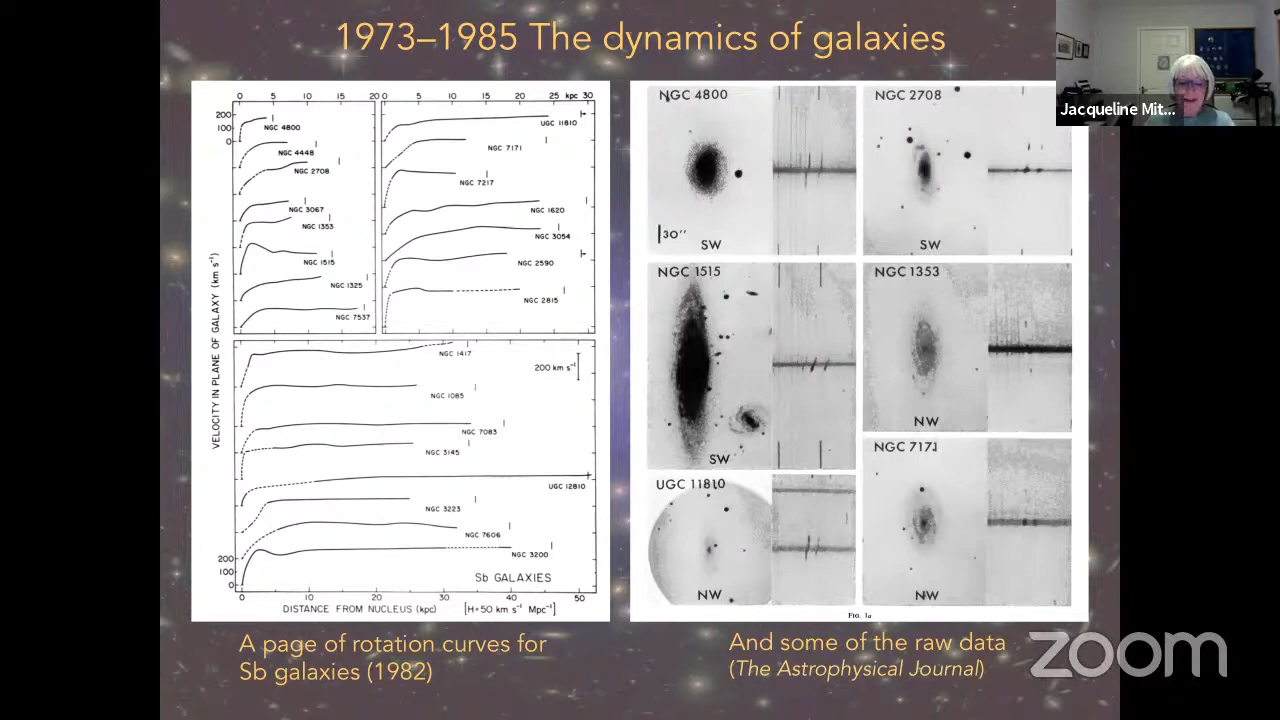 1973–1985 The dynamics of galaxies
Jacqueline Mit...
0 5 10 15 20 0 5 10 15 20 25 kpc 30
200
100
0
NGC 4800
NGC 4448
NGC 2708
NGC 3067
NGC 1353
NGC 1515
NGC 1325
NGC 7537
UGC 11810
NGC 7171
NGC 7217
NGC 1620
NGC 3054
NGC 2590
NGC 2815
VELOCITY IN PLANE OF GALAXY (km s⁻¹)
NGC 1417
200 km s⁻¹
NGC 1085
NGC 7083
NGC 3145
UGC 12810
NGC 3223
NGC 7606
NGC 3200
200
100
0
Sb GALAXIES
0 10 20 30 40 50
DISTANCE FROM NUCLEUS (kpc) [H=50 km s⁻¹ Mpc⁻¹]
NGC 4800
30"
SW
NGC 2708
SW
NGC 1515
SW
NGC 1353
NW
UGC 11810
NW
NGC 7171
NW
FIG. 1a
A page of rotation curves for
Sb galaxies (1982)
And some of the raw data
(The Astrophysical Journal)
zoom